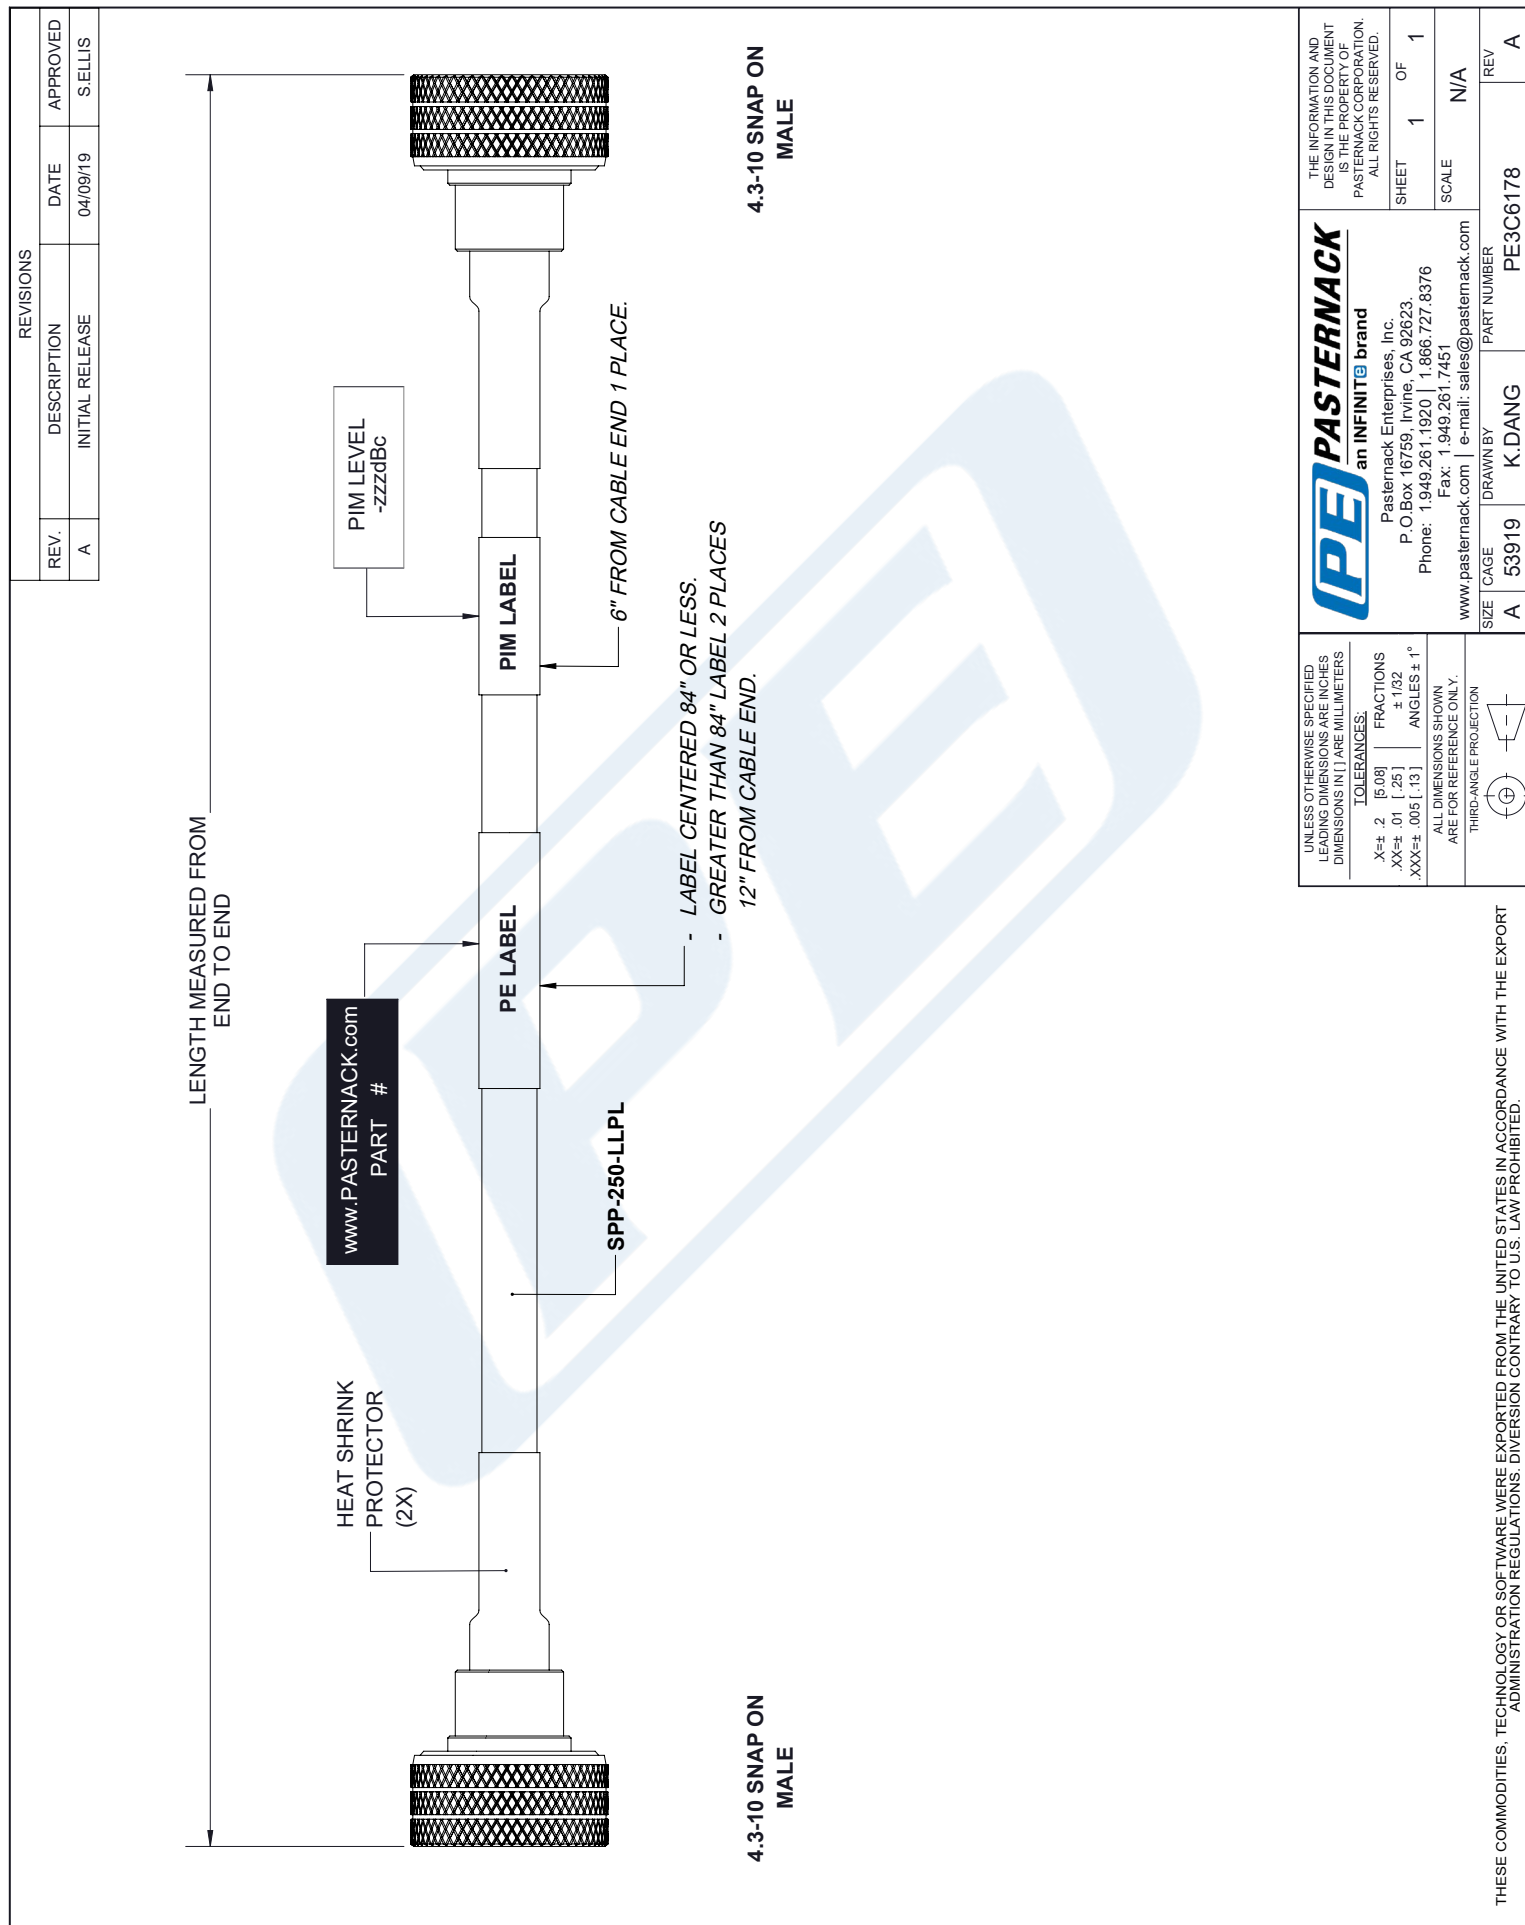 REVISIONS
REV.
DESCRIPTION
DATE
APPROVED
A
INITIAL RELEASE
04/09/19
S.ELLIS
LENGTH MEASURED FROM
END TO END
HEAT SHRINK
PROTECTOR
(2X)
www.PASTERNACK.com
PART #
PIM LEVEL
-zzzdBc
PE LABEL
PIM LABEL
SPP-250-LLPL
6" FROM CABLE END 1 PLACE.
- LABEL CENTERED 84" OR LESS.
- GREATER THAN 84" LABEL 2 PLACES
12" FROM CABLE END.
4.3-10 SNAP ON
MALE
4.3-10 SNAP ON
MALE
PE
UNLESS OTHERWISE SPECIFIED
LEADING DIMENSIONS ARE INCHES
DIMENSIONS IN [ ] ARE MILLIMETERS
TOLERANCES:
.X=± .2 [5.08] FRACTIONS
.XX=± .01 [ .25 ] ± 1/32
.XXX=± .005 [ .13 ] ANGLES ± 1°
ALL DIMENSIONS SHOWN
ARE FOR REFERENCE ONLY.
THIRD-ANGLE PROJECTION
PE PASTERNACK
an INFINITe brand
Pasternack Enterprises, Inc.
P.O.Box 16759, Irvine, CA 92623.
Phone: 1.949.261.1920 | 1.866.727.8376
Fax: 1.949.261.7451
www.pasternack.com | e-mail: sales@pasternack.com
THE INFORMATION AND
DESIGN IN THIS DOCUMENT
IS THE PROPERTY OF
PASTERNACK CORPORATION.
ALL RIGHTS RESERVED.
SHEET 1 OF 1
SCALE N/A
SIZE A
CAGE 53919
DRAWN BY K.DANG
PART NUMBER PE3C6178
REV A
THESE COMMODITIES, TECHNOLOGY OR SOFTWARE WERE EXPORTED FROM THE UNITED STATES IN ACCORDANCE WITH THE EXPORT
ADMINISTRATION REGULATIONS. DIVERSION CONTRARY TO U.S. LAW PROHIBITED.